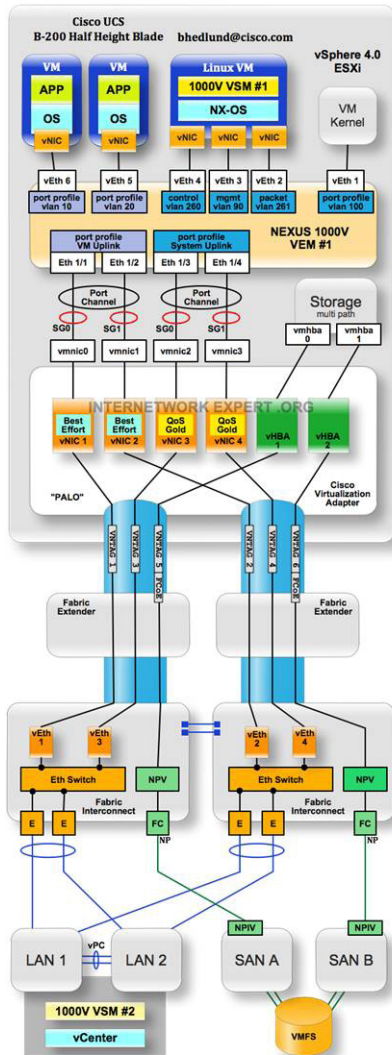 Cisco UCS
B-200 Half Height Blade
bhedlund@cisco.com
vSphere 4.0
ESXi
VM
VM
Linux VM
APP
APP
1000V VSM #1
OS
OS
NX-OS
VM
Kernel
vNIC
vNIC
vNIC
vNIC
vNIC
vEth 6
vEth 5
vEth 4
vEth 3
vEth 2
vEth 1
port profile
vlan 10
port profile
vlan 20
control
vlan 260
mgmt
vlan 90
packet
vlan 261
port profile
vlan 100
NEXUS 1000V
VEM #1
port profile
VM Uplink
port profile
System Uplink
Eth 1/1
Eth 1/2
Eth 1/3
Eth 1/4
Port
Channel
Port
Channel
Storage
multi path
SG0
SG1
SG0
SG1
vmhba
0
vmhba
1
vmnic0
vmnic1
vmnic2
vmnic3
INTERNETWORK EXPERT .ORG
Best
Effort
Best
Effort
QoS
Gold
QoS
Gold
vNIC 1
vNIC 2
vNIC 3
vNIC 4
vHBA
1
vHBA
2
"PALO"
Cisco
Virtualization
Adapter
VNTAG 1
VNTAG 3
VNTAG 5
FCoE
VNTAG 2
VNTAG 4
VNTAG 6
FCoE
Fabric
Extender
Fabric
Extender
vEth
1
vEth
3
vEth
2
vEth
4
Eth Switch
NPV
Eth Switch
NPV
Fabric
Interconnect
Fabric
Interconnect
E
E
FC
E
E
FC
NP
NP
NPIV
NPIV
LAN 1
vPC
LAN 2
SAN A
SAN B
1000V VSM #2
vCenter
VMFS